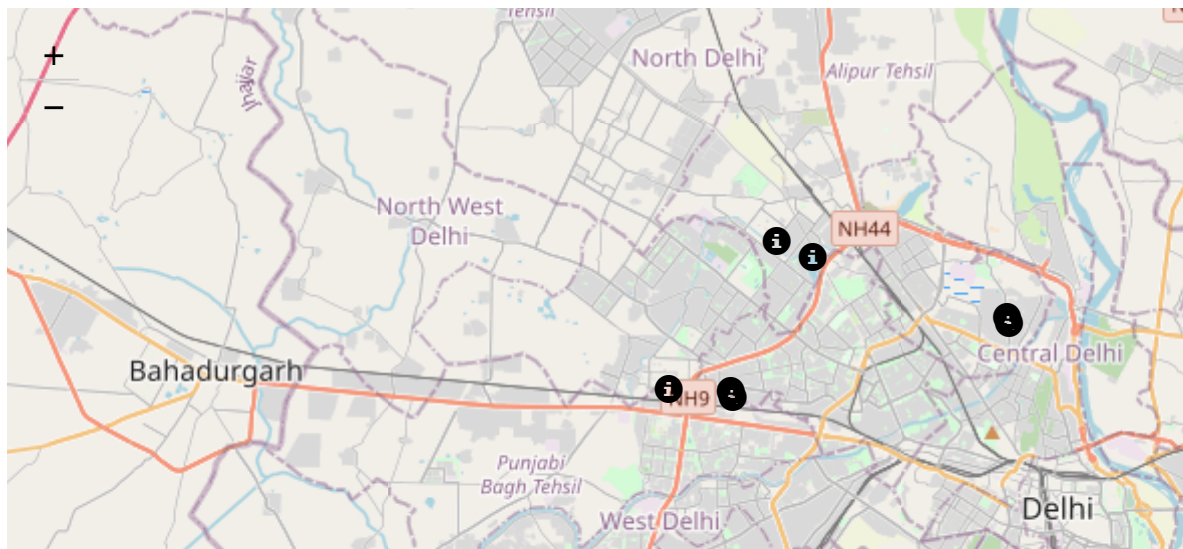 Tehsil
North Delhi
Alipur Tehsil
+
−
Jhajjar
North West
Delhi
NH44
Bahadurgarh
Central Delhi
NH9
Punjabi
Bagh Tehsil
West Delhi
Delhi